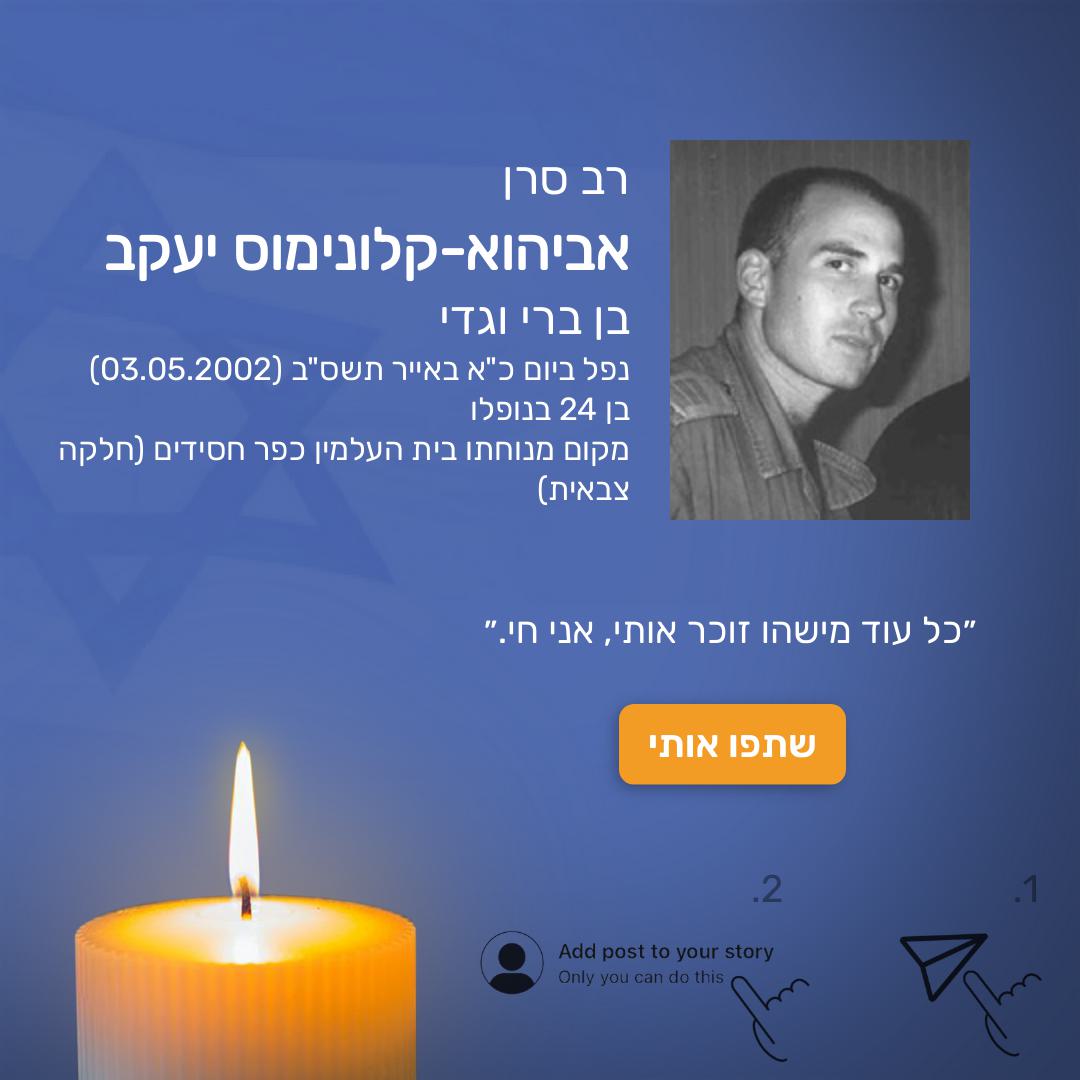 רב סרן
אביהוא-קלונימוס יעקב
בן ברי וגדי
נפל ביום כ"א באייר תשס"ב (03.05.2002)
בן 24 בנופלו
מקום מנוחתו בית העלמין כפר חסידים (חלקה
צבאית)
״כל עוד מישהו זוכר אותי, אני חי.״
שתפו אותי
1.
2.
Add post to your story
Only you can do this